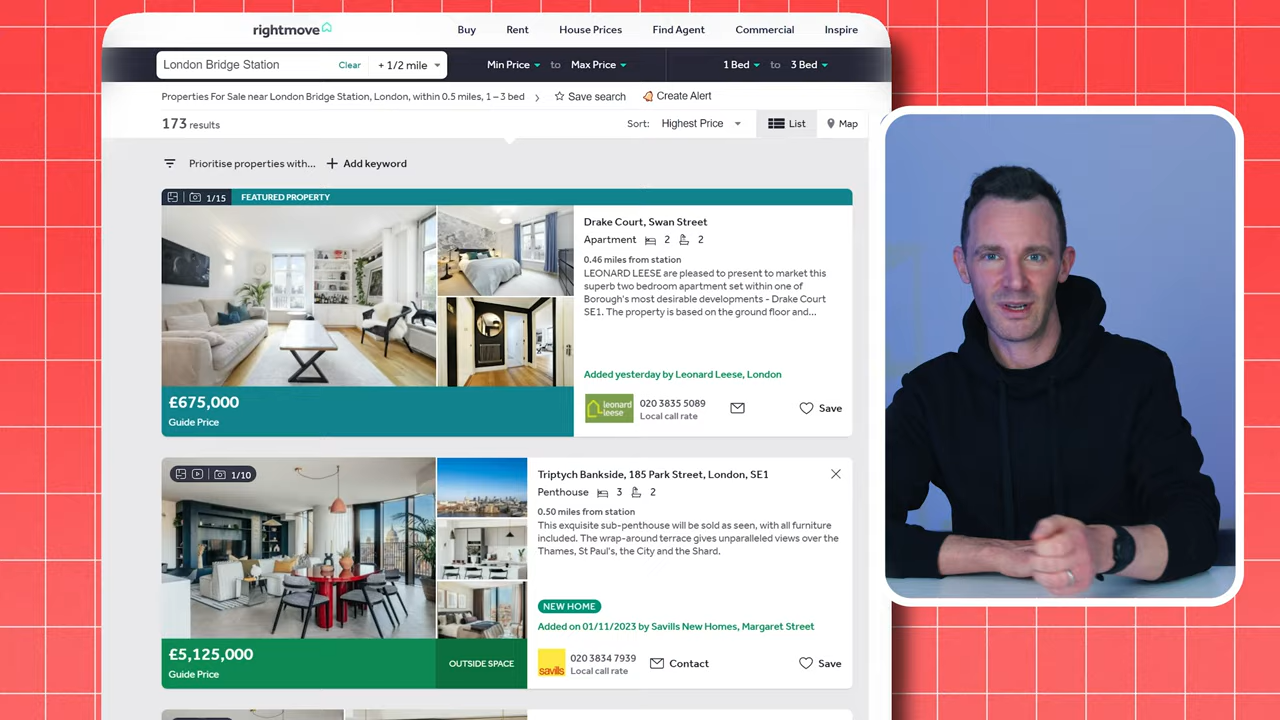 rightmove
Buy
Rent
House Prices
Find Agent
Commercial
Inspire
London Bridge Station
Clear
+ 1/2 mile
Min Price
to
Max Price
1 Bed
to
3 Bed
Properties For Sale near London Bridge Station, London, within 0.5 miles, 1 – 3 bed
Save search
Create Alert
173 results
Sort:
Highest Price
List
Map
Prioritise properties with...
Add keyword
1/15
FEATURED PROPERTY
Drake Court, Swan Street
Apartment 2 2
0.46 miles from station
LEONARD LEESE are pleased to present to market this
superb two bedroom apartment set within one of
Borough's most desirable developments - Drake Court
SE1. The property is based on the ground floor and...
Added yesterday by Leonard Leese, London
£675,000
Guide Price
leonard
leese
020 3835 5089
Local call rate
Save
1/10
Triptych Bankside, 185 Park Street, London, SE1
Penthouse 3 2
0.50 miles from station
This exquisite sub-penthouse will be sold as seen, with all furniture
included. The wrap-around terrace gives unparalleled views over the
Thames, St Paul's, the City and the Shard.
NEW HOME
Added on 01/11/2023 by Savills New Homes, Margaret Street
£5,125,000
Guide Price
OUTSIDE SPACE
savills
020 3834 7939
Local call rate
Contact
Save